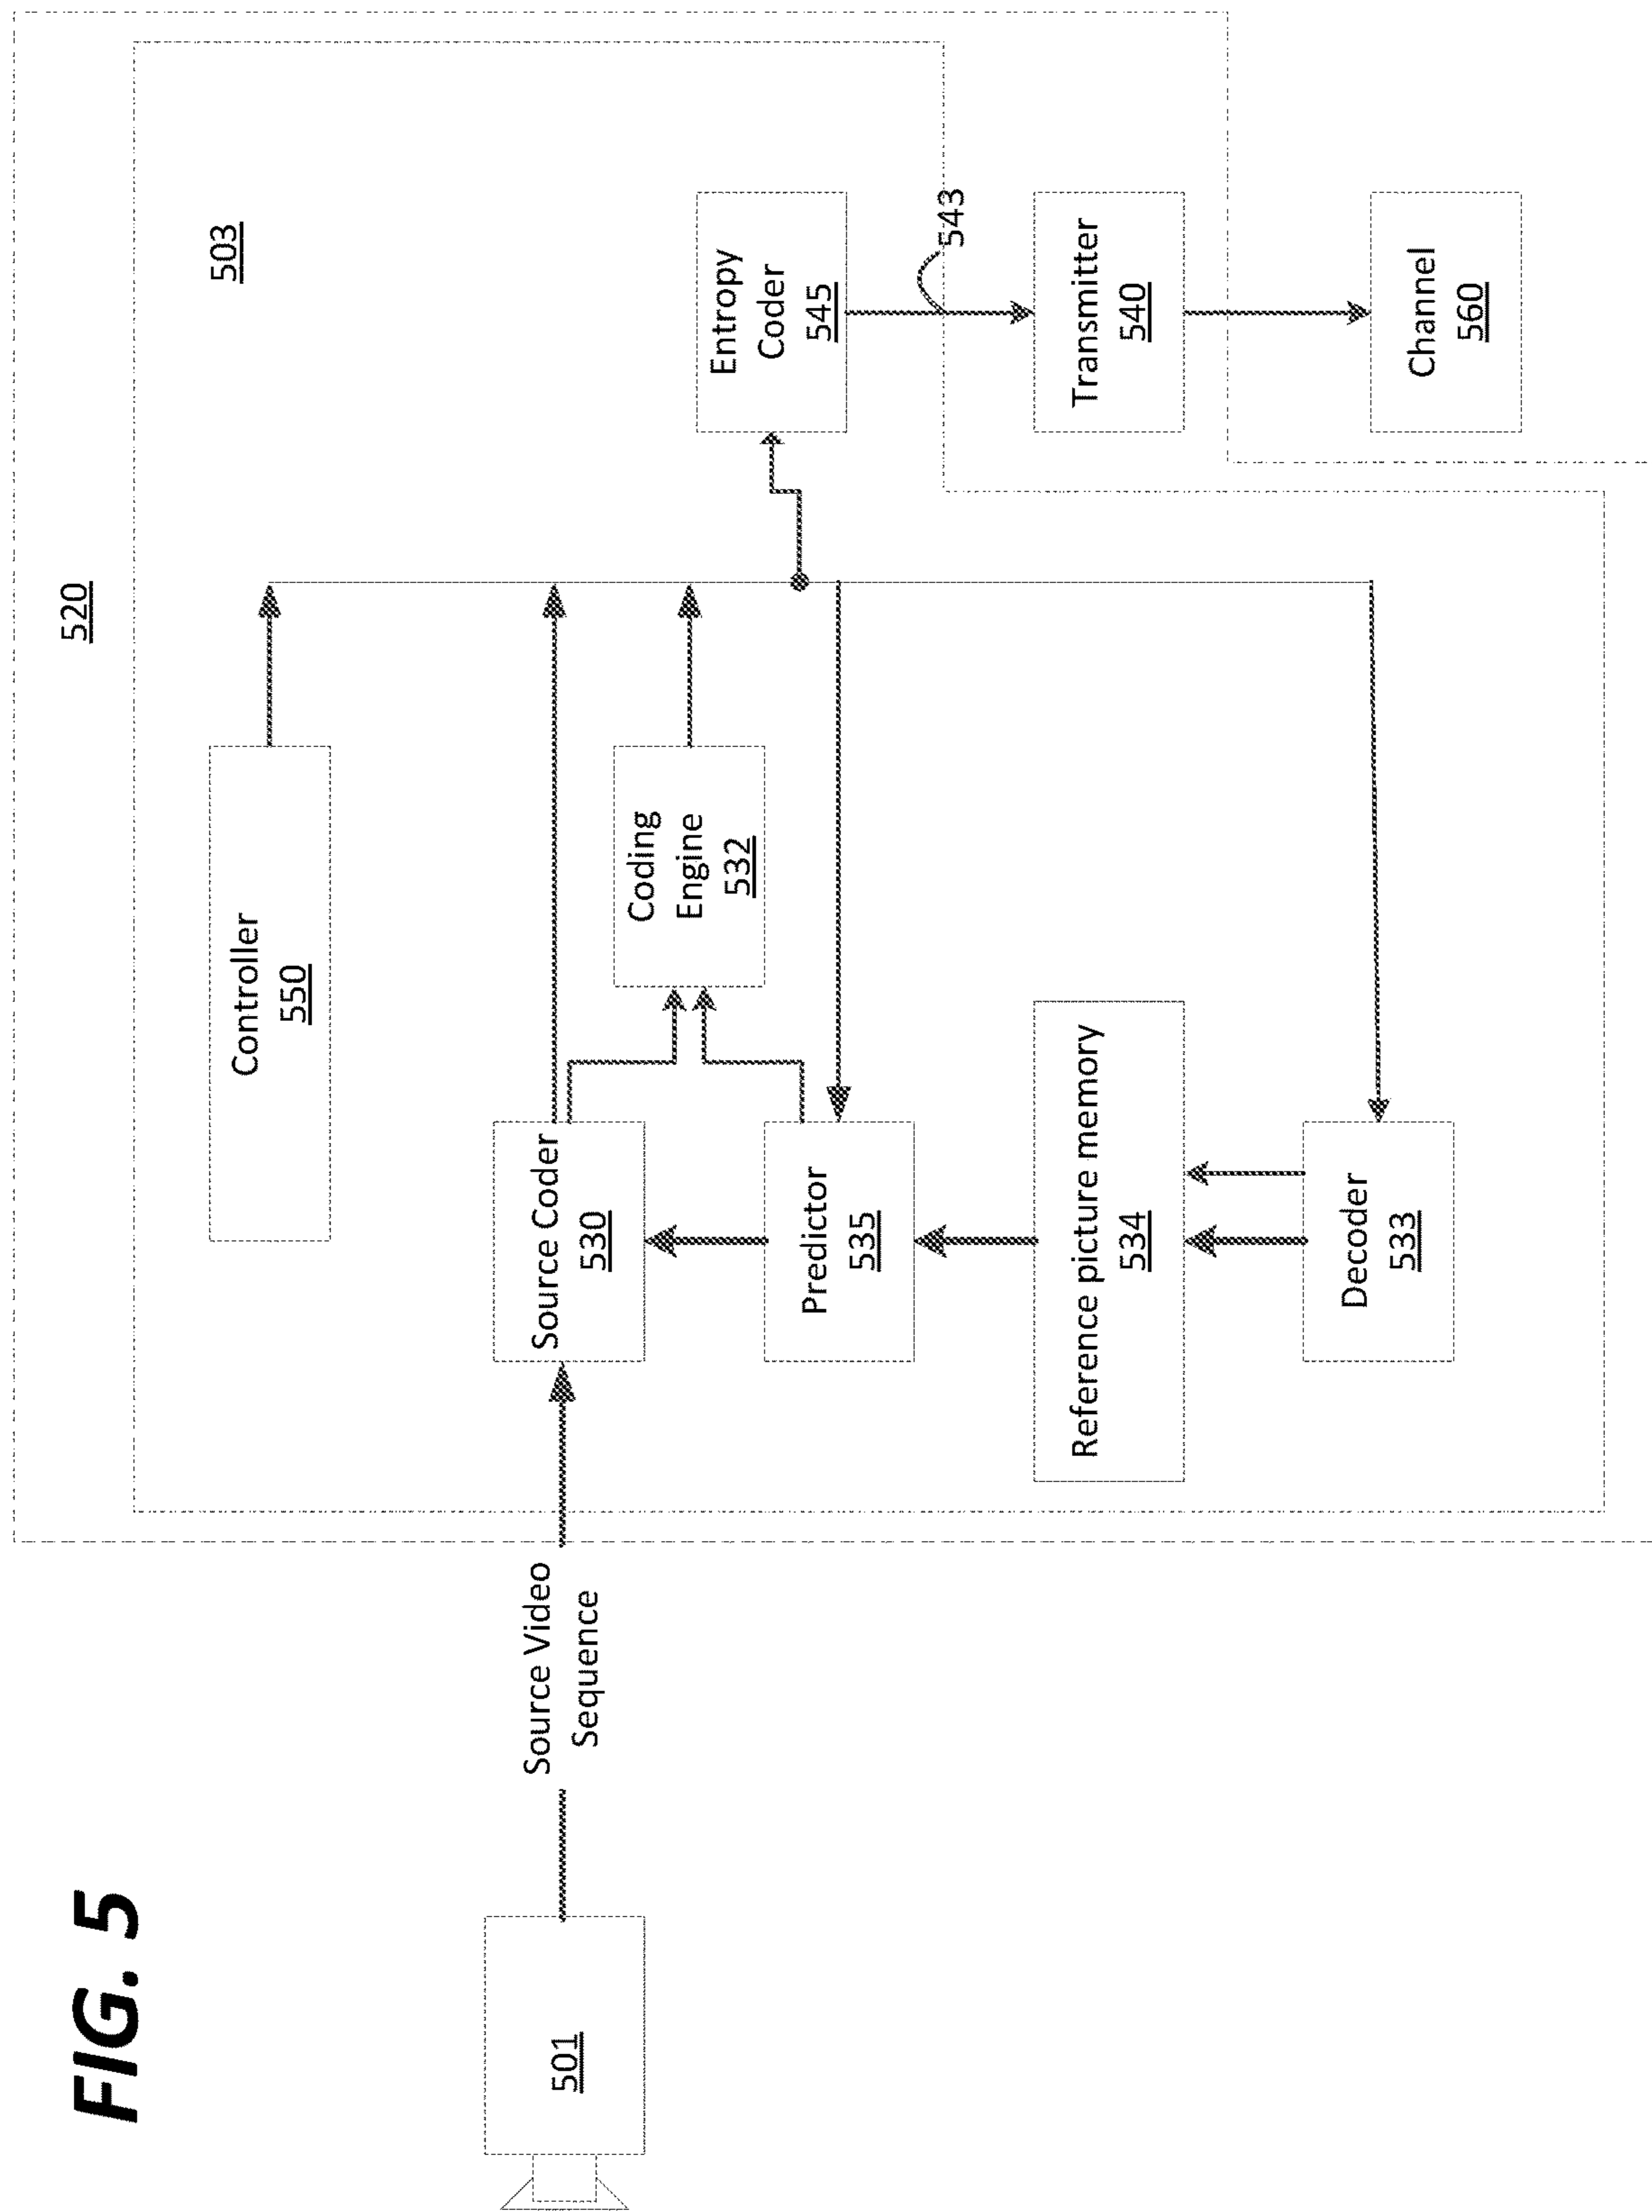 FIG. 5
520
503
Controller
550
501
Source Video
Sequence
Source Coder
530
Coding
Engine
532
Entropy
Coder
545
Predictor
535
543
Reference picture memory
534
Transmitter
540
Decoder
533
Channel
560